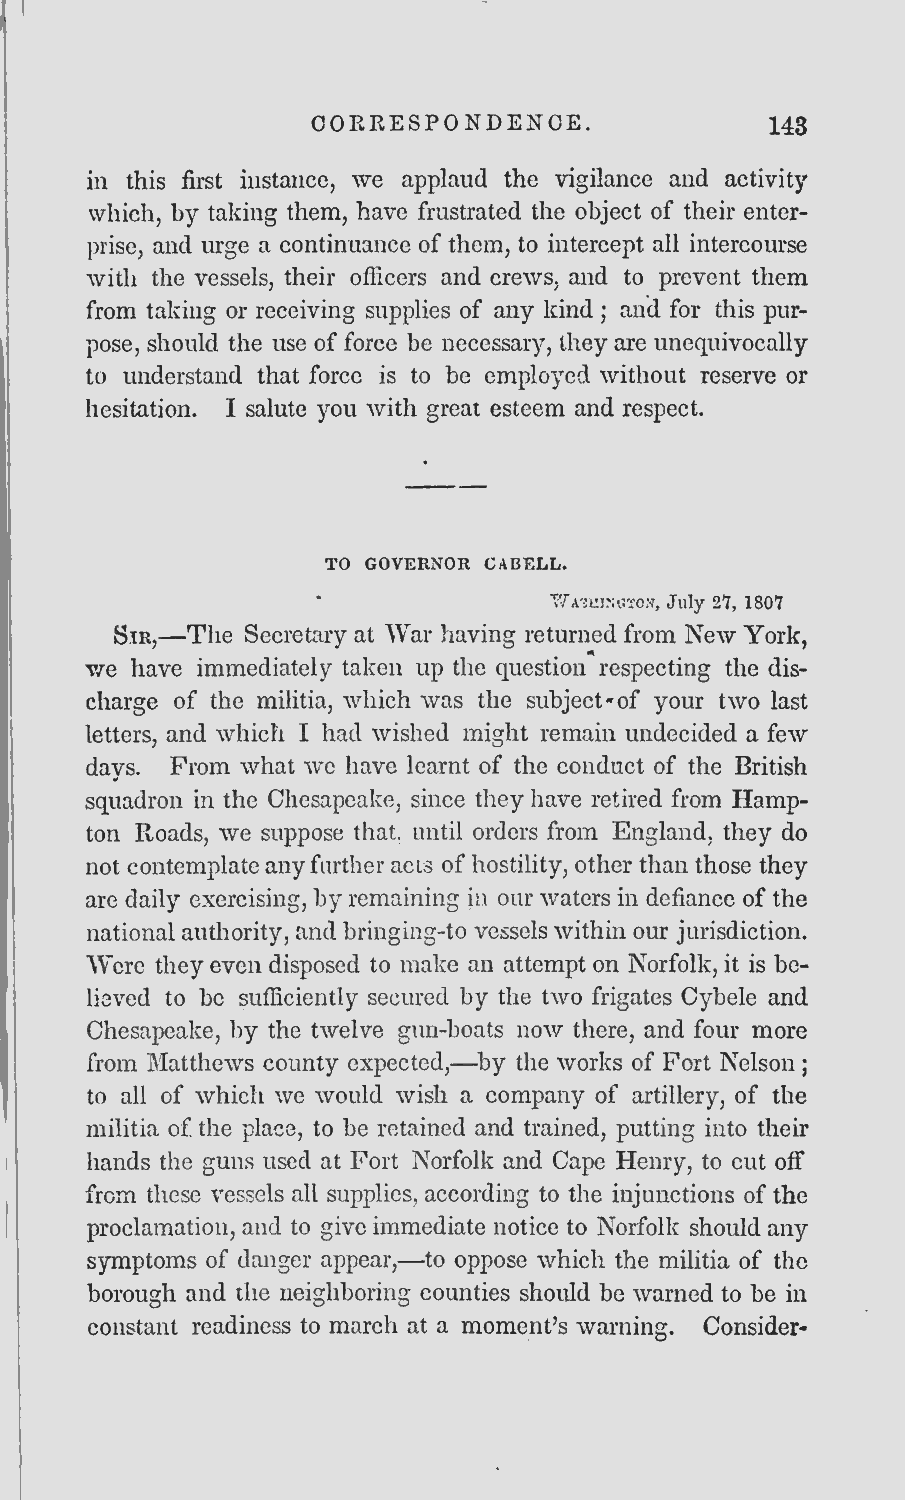 CORRESPONDENCE. 143
in this first instance, we applaud the vigilance and activity
which, by taking them, have frustrated the object of their enter-
prise, and urge a continuance of them, to intercept all intercourse
with the vessels, their officers and crews, and to prevent them
from taking or receiving supplies of any kind; and for this pur-
pose, should the use of force be necessary, they are unequivocally
to understand that force is to be employed without reserve or
hesitation. I salute you with great esteem and respect.
TO GOVERNOR CABELL.
WASHINGTON, July 27, 1807
SIR,—The Secretary at War having returned from New York,
we have immediately taken up the question respecting the dis-
charge of the militia, which was the subject of your two last
letters, and which I had wished might remain undecided a few
days. From what we have learnt of the conduct of the British
squadron in the Chesapeake, since they have retired from Hamp-
ton Roads, we suppose that, until orders from England, they do
not contemplate any further acts of hostility, other than those they
are daily exercising, by remaining in our waters in defiance of the
national authority, and bringing-to vessels within our jurisdiction.
Were they even disposed to make an attempt on Norfolk, it is be-
lieved to be sufficiently secured by the two frigates Cybele and
Chesapeake, by the twelve gun-boats now there, and four more
from Matthews county expected,—by the works of Fort Nelson;
to all of which we would wish a company of artillery, of the
militia of the place, to be retained and trained, putting into their
hands the guns used at Fort Norfolk and Cape Henry, to cut off
from these vessels all supplies, according to the injunctions of the
proclamation, and to give immediate notice to Norfolk should any
symptoms of danger appear,—to oppose which the militia of the
borough and the neighboring counties should be warned to be in
constant readiness to march at a moment's warning. Consider-